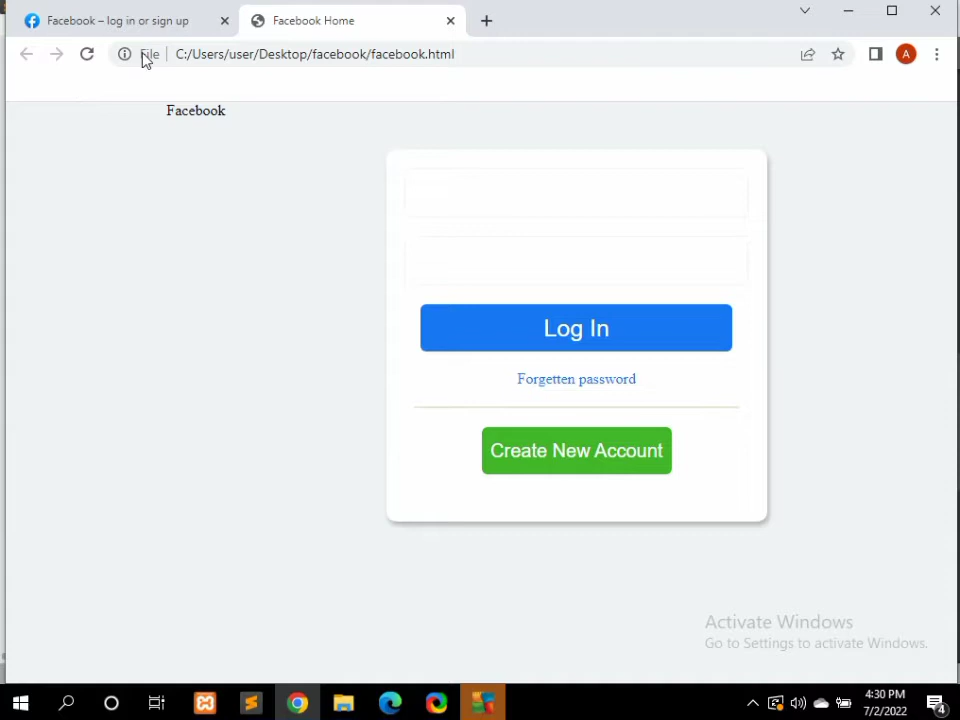 Facebook – log in or sign up
Facebook Home
File
C:/Users/user/Desktop/facebook/facebook.html
A
Facebook
Log In
Forgetten password
Create New Account
Activate Windows
Go to Settings to activate Windows.
4:30 PM
7/2/2022
4